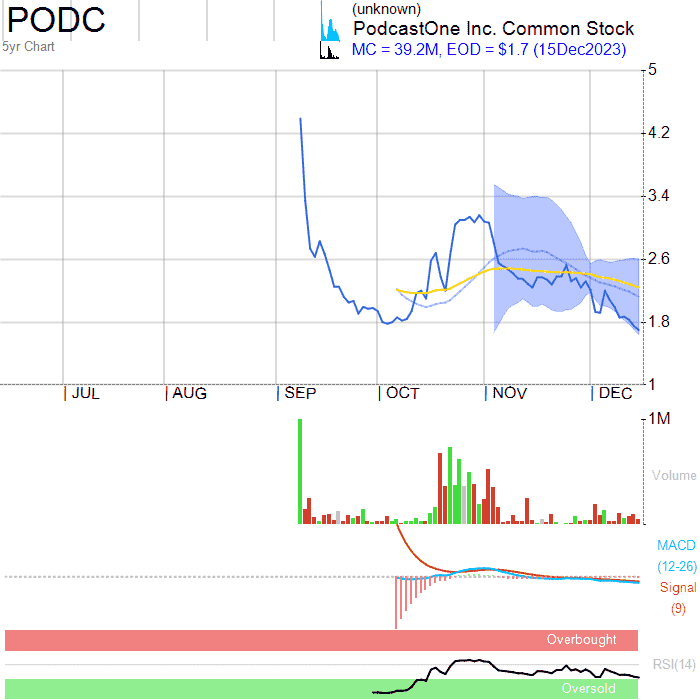 PODC
5yr Chart
(unknown)
PodcastOne Inc. Common Stock
MC = 39.2M, EOD = $1.7 (15Dec2023)
5
4.2
3.4
2.6
1.8
1
JUL AUG SEP OCT NOV DEC
1M
Volume
MACD
(12-26)
Signal
(9)
Overbought
RSI(14)
Oversold